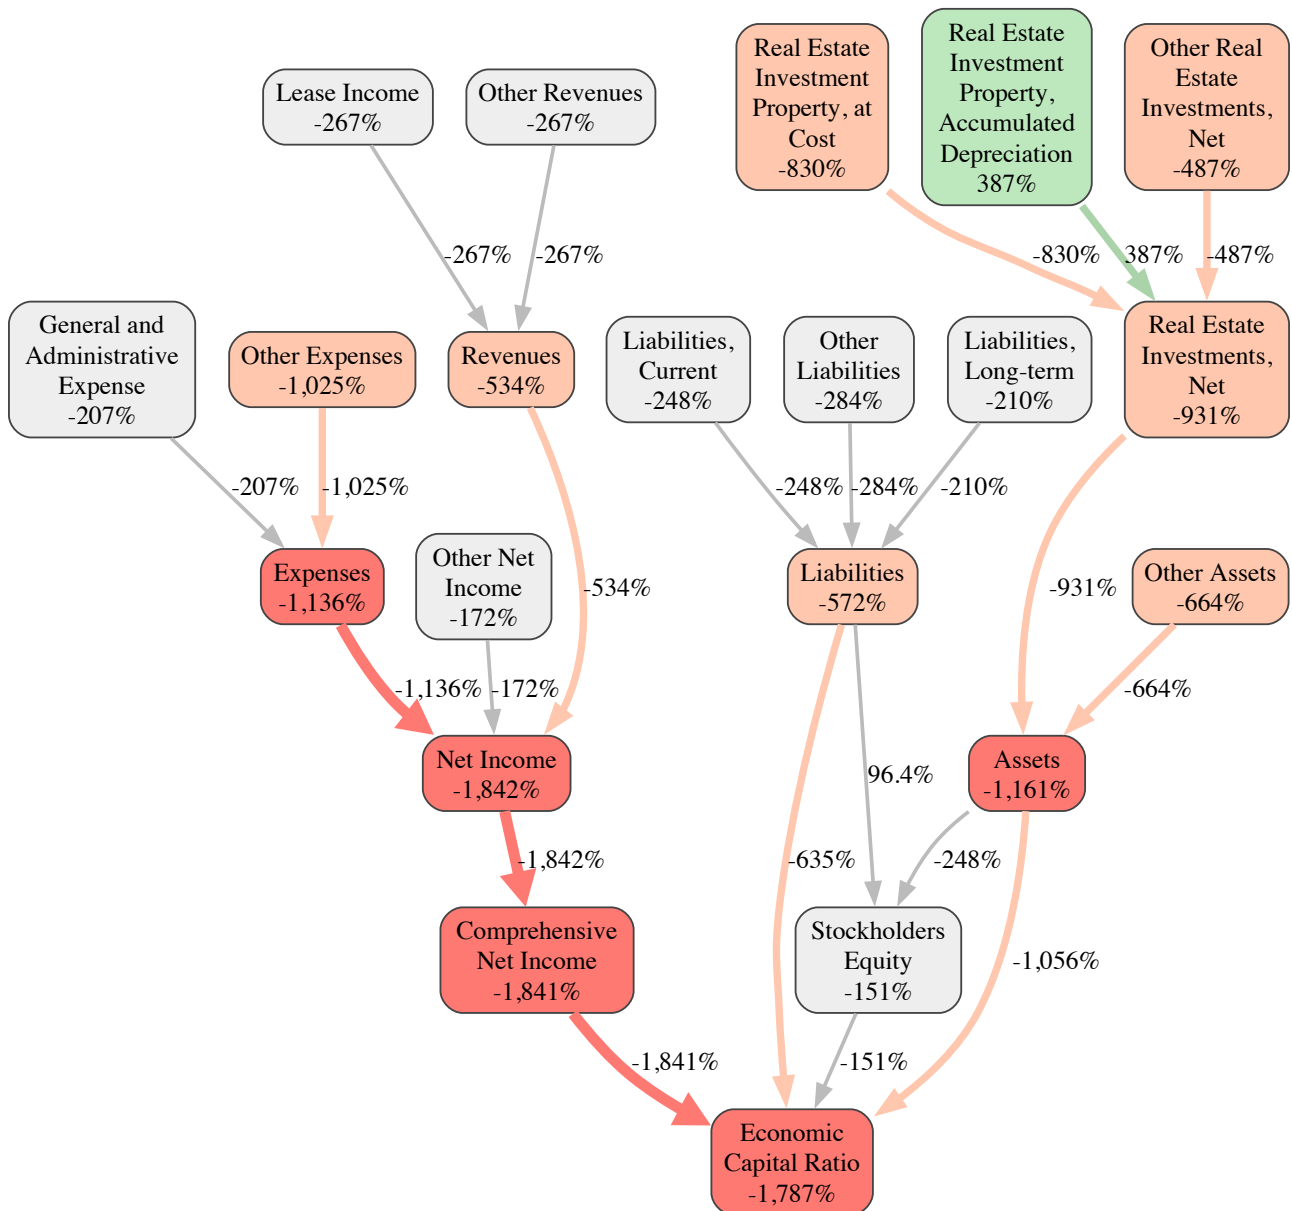 Real Estate
Investment
Property, at
Cost
-830%
Real Estate
Investment
Property,
Accumulated
Depreciation
387%
Other Real
Estate
Investments,
Net
-487%
Lease Income
-267%
Other Revenues
-267%
-267%
-267%
-830%
387%
-487%
General and
Administrative
Expense
-207%
Other Expenses
-1,025%
Revenues
-534%
Liabilities,
Current
-248%
Other
Liabilities
-284%
Liabilities,
Long-term
-210%
Real Estate
Investments,
Net
-931%
-207%
-1,025%
-248%
-284%
-210%
Expenses
-1,136%
Other Net
Income
-172%
-534%
Liabilities
-572%
-931%
Other Assets
-664%
-1,136%
-172%
-664%
Net Income
-1,842%
96.4%
Assets
-1,161%
-1,842%
-635%
-248%
Comprehensive
Net Income
-1,841%
Stockholders
Equity
-151%
-1,056%
-1,841%
-151%
Economic
Capital Ratio
-1,787%